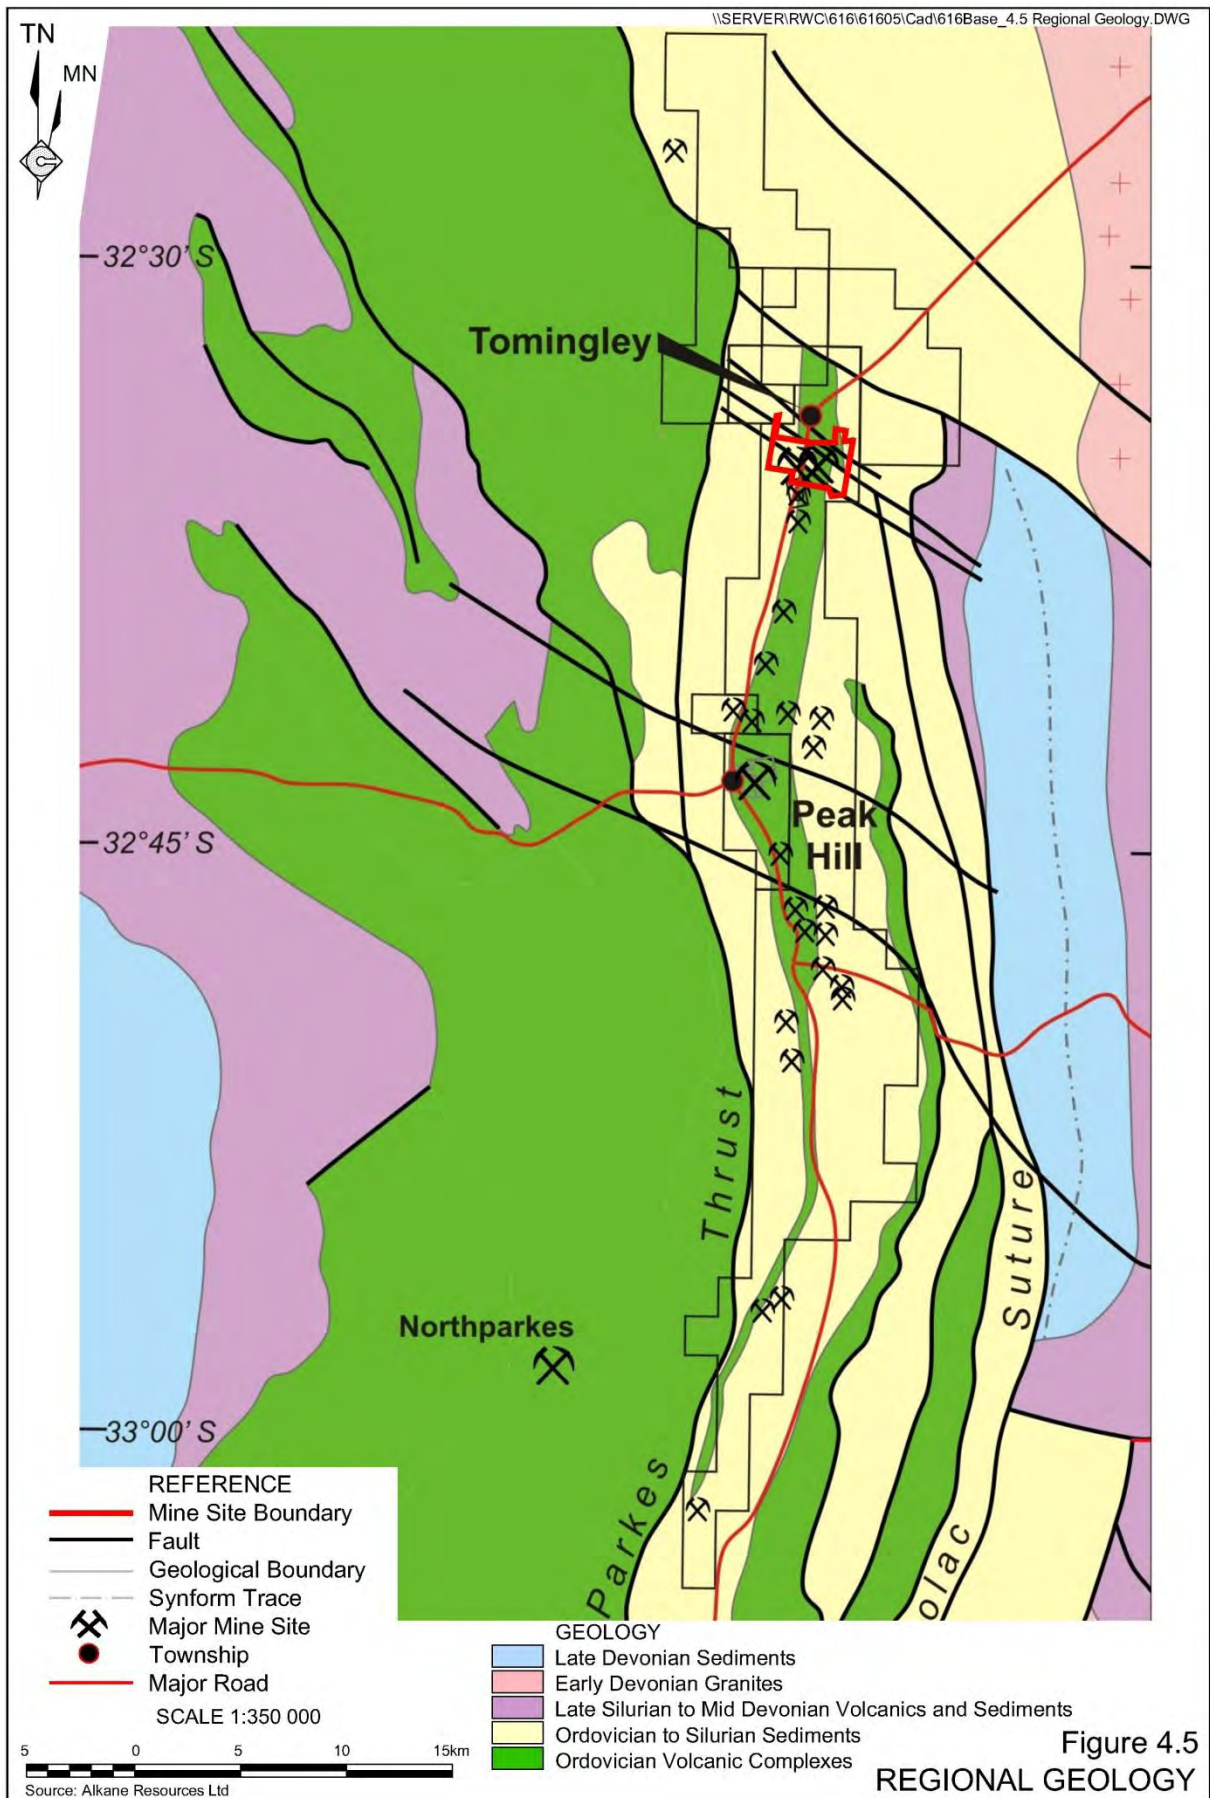 \\SERVER\RWC\616\61605\Cad\616Base_4.5 Regional Geology.DWG
TN
MN
32°30' S
Tomingley
Peak
Hill
32°45' S
Thrust
Suture
Northparkes
33°00' S
Parkes
olac
REFERENCE
Mine Site Boundary
Fault
Geological Boundary
Synform Trace
Major Mine Site
Township
Major Road
SCALE 1:350 000
5 0 5 10 15km
Source: Alkane Resources Ltd
GEOLOGY
Late Devonian Sediments
Early Devonian Granites
Late Silurian to Mid Devonian Volcanics and Sediments
Ordovician to Silurian Sediments
Ordovician Volcanic Complexes
Figure 4.5
REGIONAL GEOLOGY